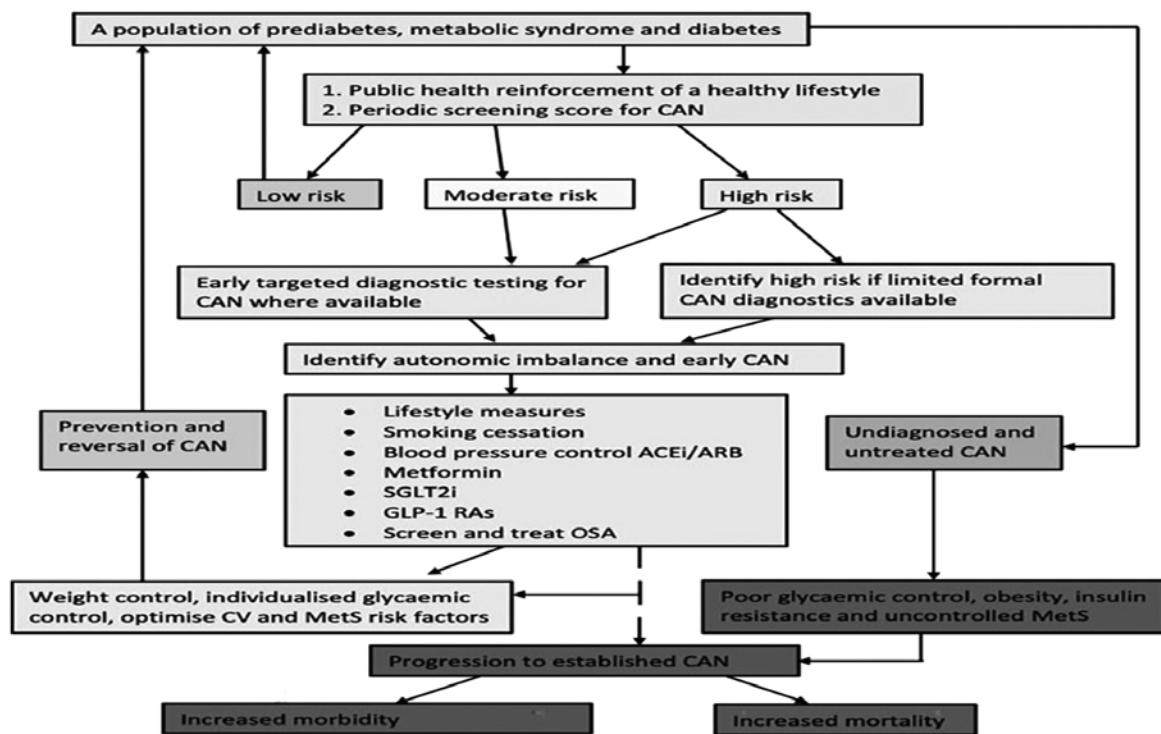 A population of prediabetes, metabolic syndrome and diabetes
1. Public health reinforcement of a healthy lifestyle
2. Periodic screening score for CAN
Low risk
Moderate risk
High risk
Early targeted diagnostic testing for
CAN where available
Identify high risk if limited formal
CAN diagnostics available
Identify autonomic imbalance and early CAN
• Lifestyle measures
• Smoking cessation
• Blood pressure control ACEi/ARB
• Metformin
• SGLT2i
• GLP-1 RAs
• Screen and treat OSA
Prevention and
reversal of CAN
Undiagnosed and
untreated CAN
Weight control, individualised glycaemic
control, optimise CV and MetS risk factors
Poor glycaemic control, obesity, insulin
resistance and uncontrolled MetS
Progression to established CAN
Increased morbidity
Increased mortality